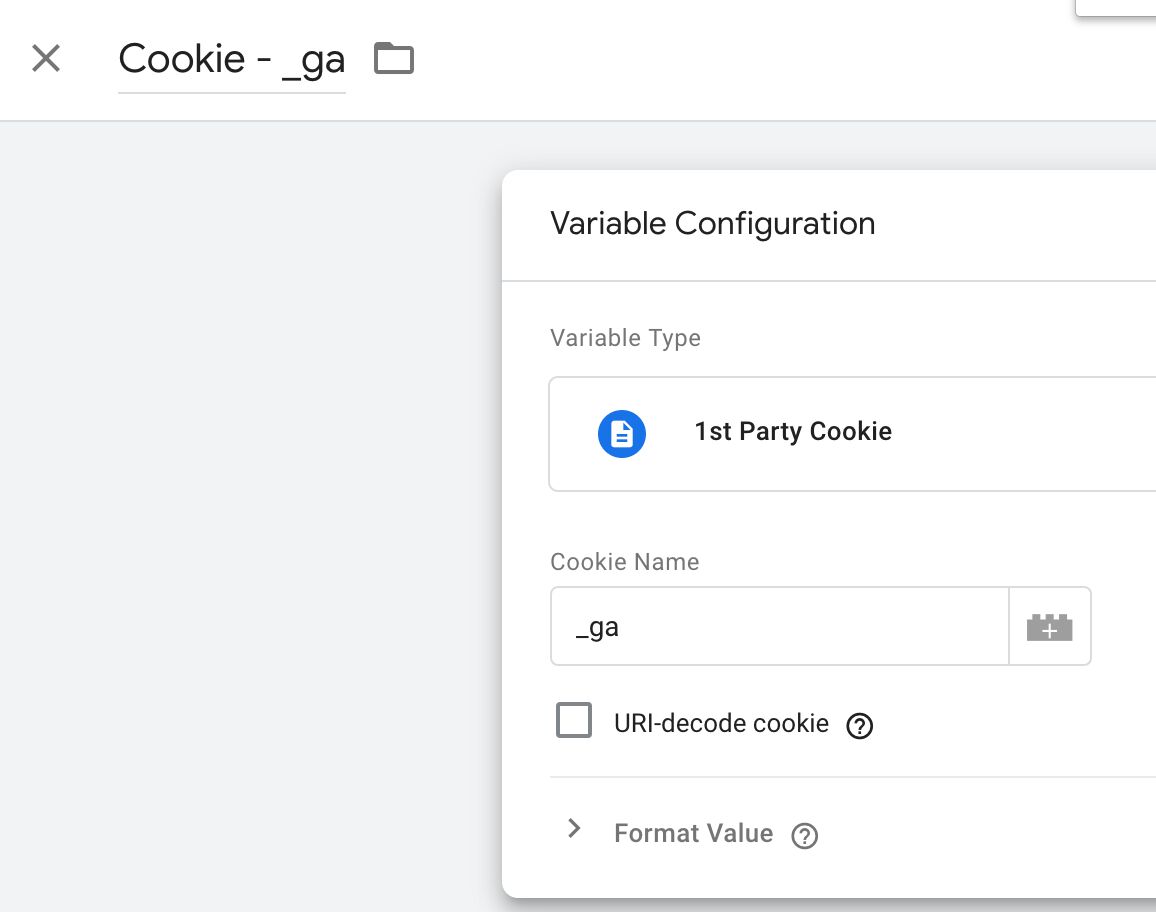 Cookie - _ga
Variable Configuration
Variable Type
1st Party Cookie
Cookie Name
_ga
URI-decode cookie
Format Value